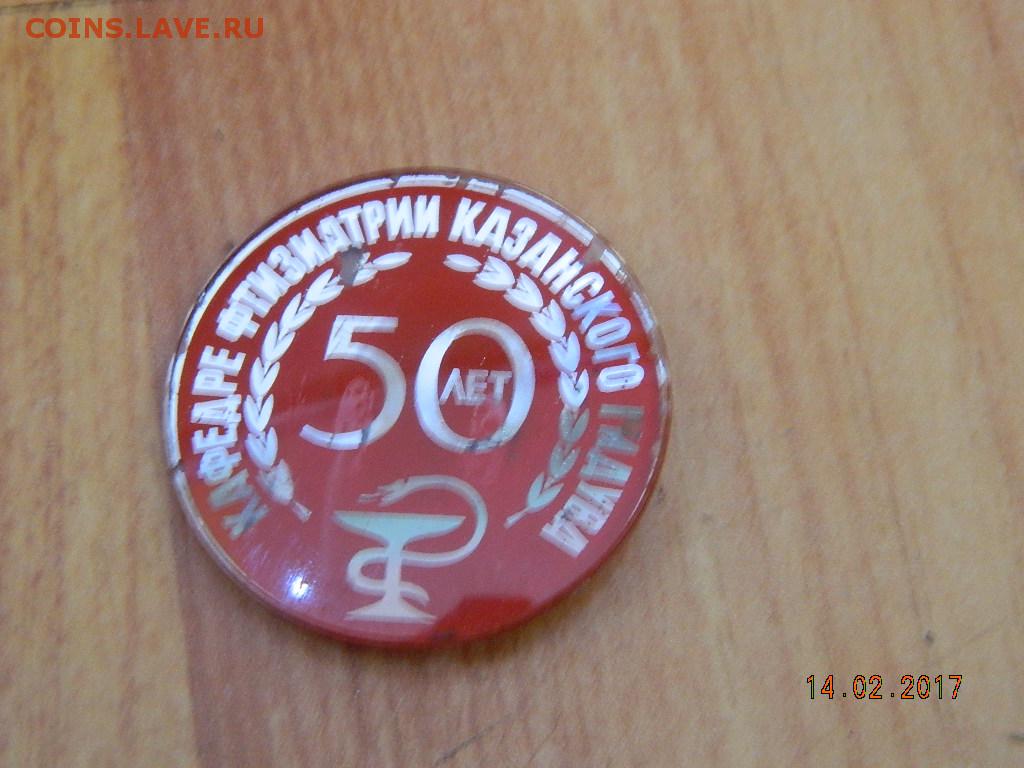 COINS.LAVE.RU
КАФЕДРЕ ФТИЗИАТРИИ КАЗАНСКОГО ГИДУВА
50
ЛЕТ
14.02.2017